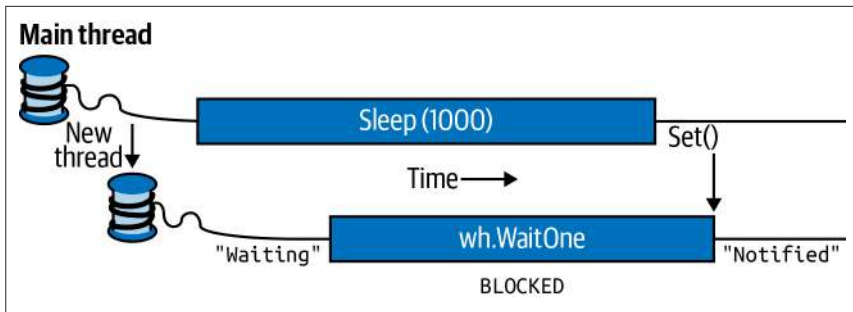 Main thread
Sleep (1000)
New
thread
Set()
Time
wh.WaitOne
"Waiting"
"Notified"
BLOCKED